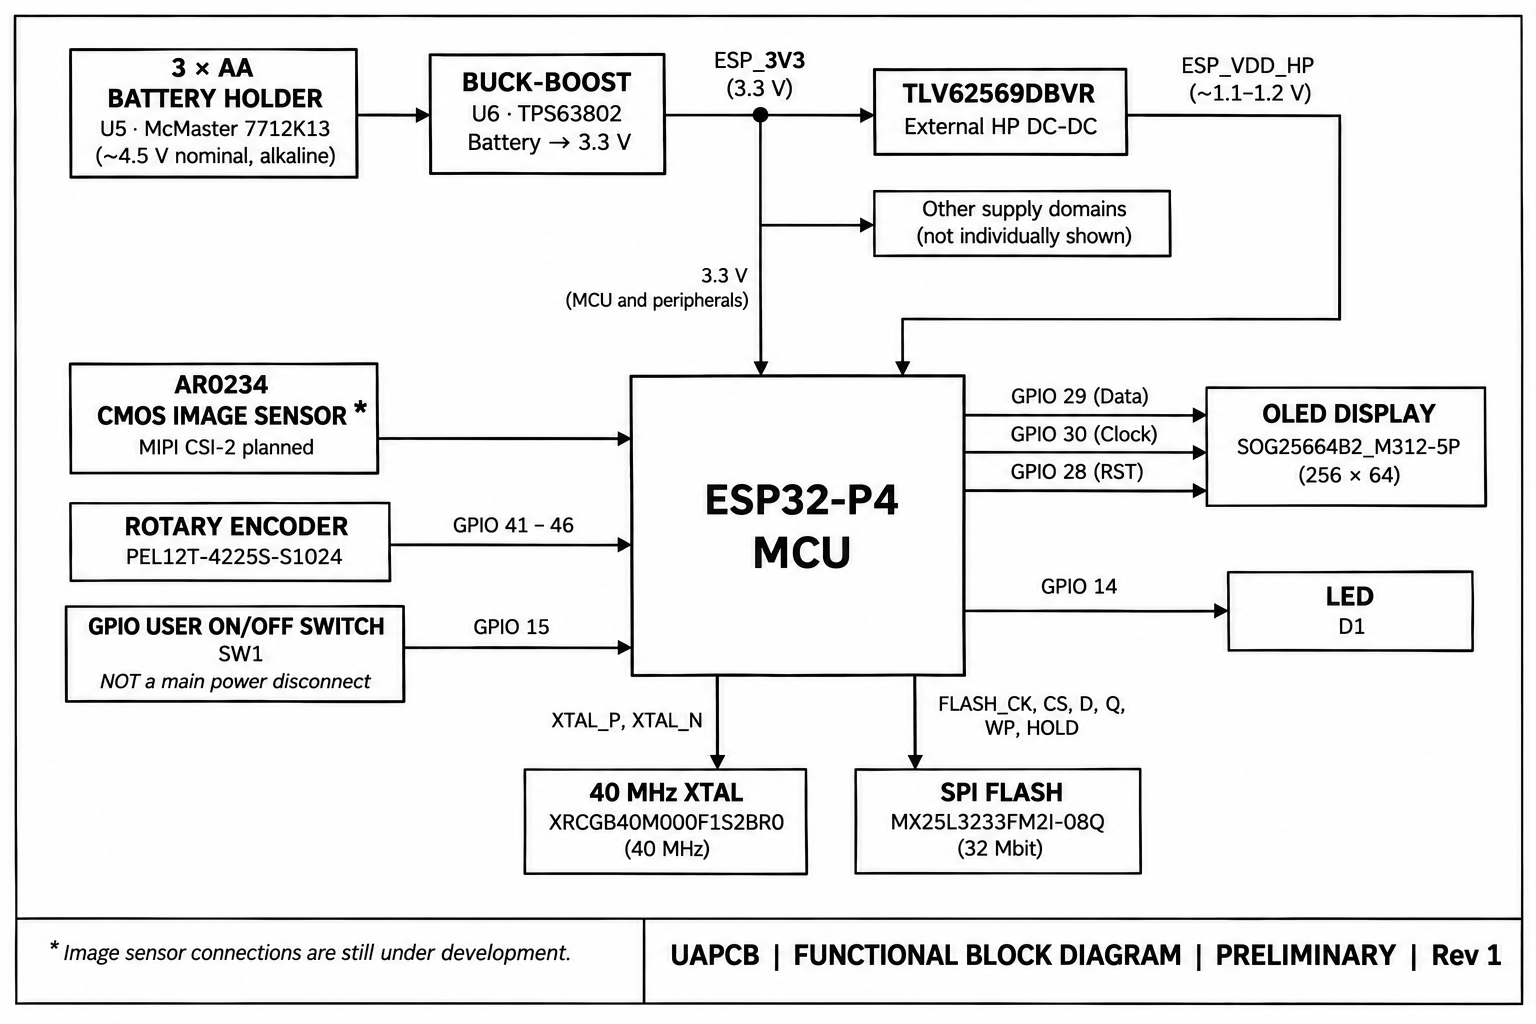 3 × AA
BATTERY HOLDER
U5 · McMaster 7712K13
(~4.5 V nominal, alkaline)
BUCK-BOOST
U6 · TPS63802
Battery → 3.3 V
ESP_3V3
(3.3 V)
TLV62569DBVR
External HP DC-DC
ESP_VDD_HP
(~1.1–1.2 V)
Other supply domains
(not individually shown)
3.3 V
(MCU and peripherals)
AR0234
CMOS IMAGE SENSOR *
MIPI CSI-2 planned
ROTARY ENCODER
PEL12T-4225S-S1024
GPIO 41 – 46
GPIO USER ON/OFF SWITCH
SW1
NOT a main power disconnect
GPIO 15
ESP32-P4
MCU
GPIO 29 (Data)
GPIO 30 (Clock)
GPIO 28 (RST)
OLED DISPLAY
SOG25664B2_M312-5P
(256 × 64)
GPIO 14
LED
D1
XTAL_P, XTAL_N
FLASH_CK, CS, D, Q,
WP, HOLD
40 MHz XTAL
XRCGB40M000F1S2BR0
(40 MHz)
SPI FLASH
MX25L3233FM2I-08Q
(32 Mbit)
* Image sensor connections are still under development.
UAPCB | FUNCTIONAL BLOCK DIAGRAM | PRELIMINARY | Rev 1